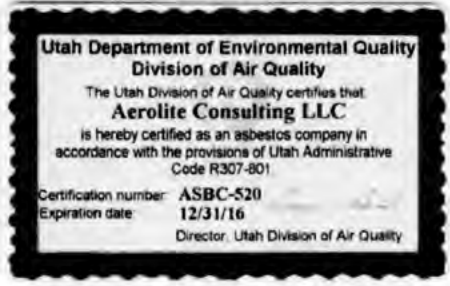 Utah Department of Environmental Quality
Division of Air Quality
The Utah Division of Air Quality certifies that
Aerolite Consulting LLC
is hereby certified as an asbestos company in
accordance with the provisions of Utah Administrative
Code R307-801
Certification number: ASBC-520
Expiration date: 12/31/16
Director, Utah Division of Air Quality